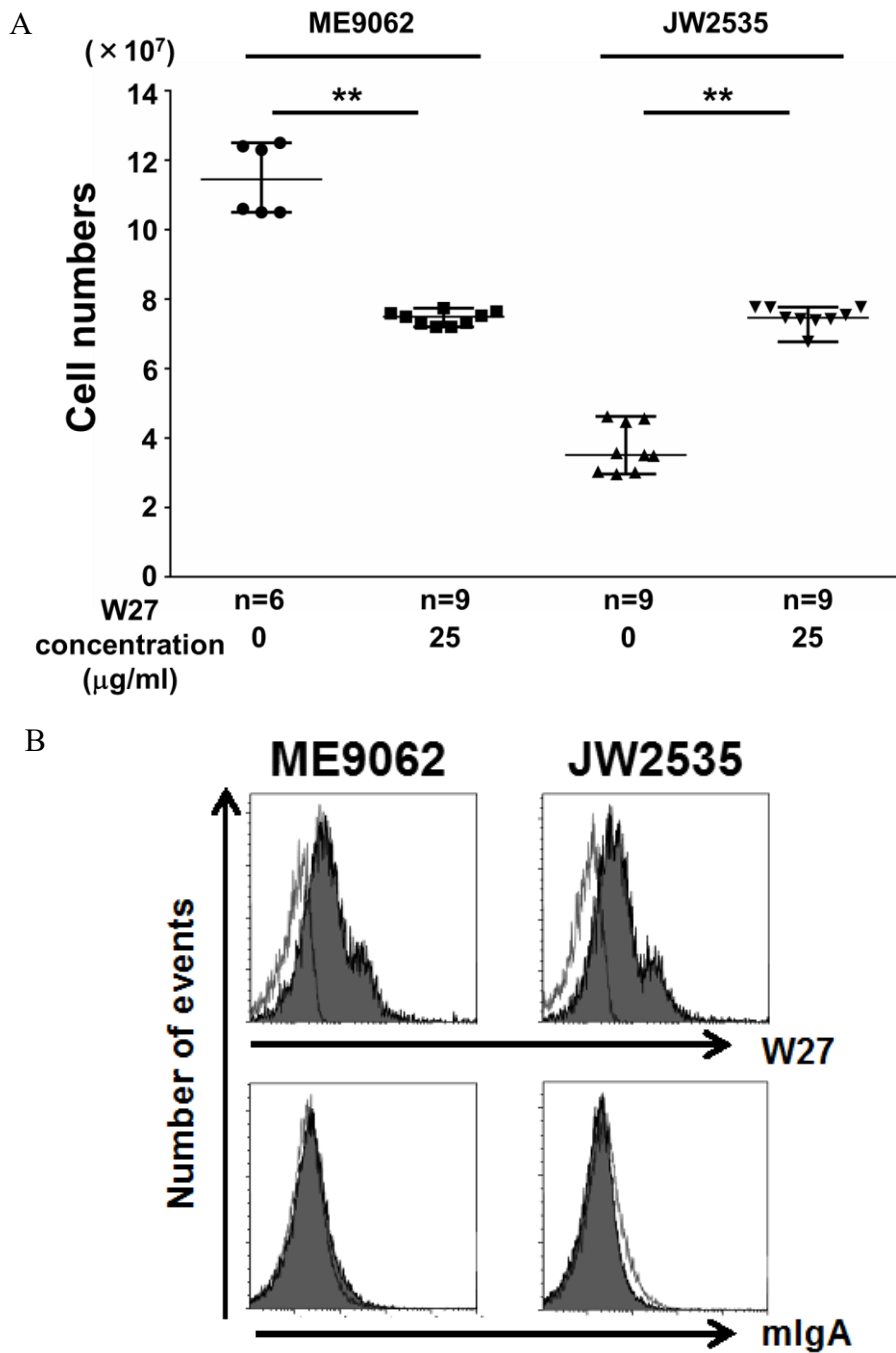 A
ME9062 JW2535
(×10⁷)
** **
14
12
10
8
6
4
2
0
Cell numbers
n=6 n=9 n=9 n=9
W27
concentration
(μg/ml)
0 25 0 25
B
ME9062 JW2535
Number of events
W27
mIgA